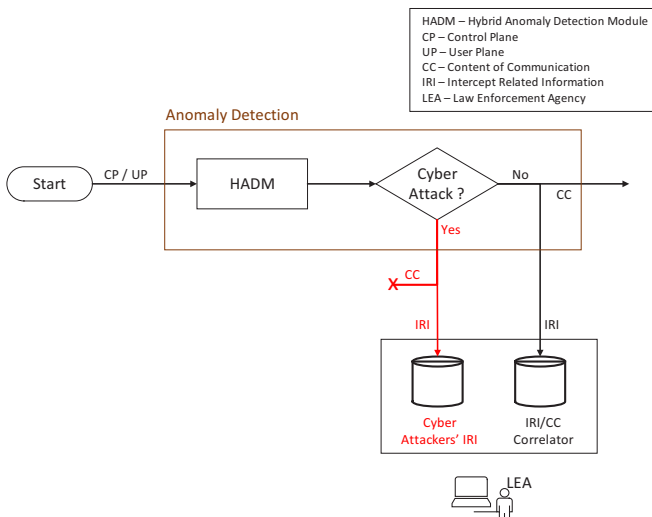 HADM – Hybrid Anomaly Detection Module
CP – Control Plane
UP – User Plane
CC – Content of Communication
IRI – Intercept Related Information
LEA – Law Enforcement Agency
Anomaly Detection
Start
CP / UP
HADM
Cyber
Attack ?
No
CC
Yes
CC
X
IRI
IRI
Cyber
Attackers' IRI
IRI/CC
Correlator
LEA